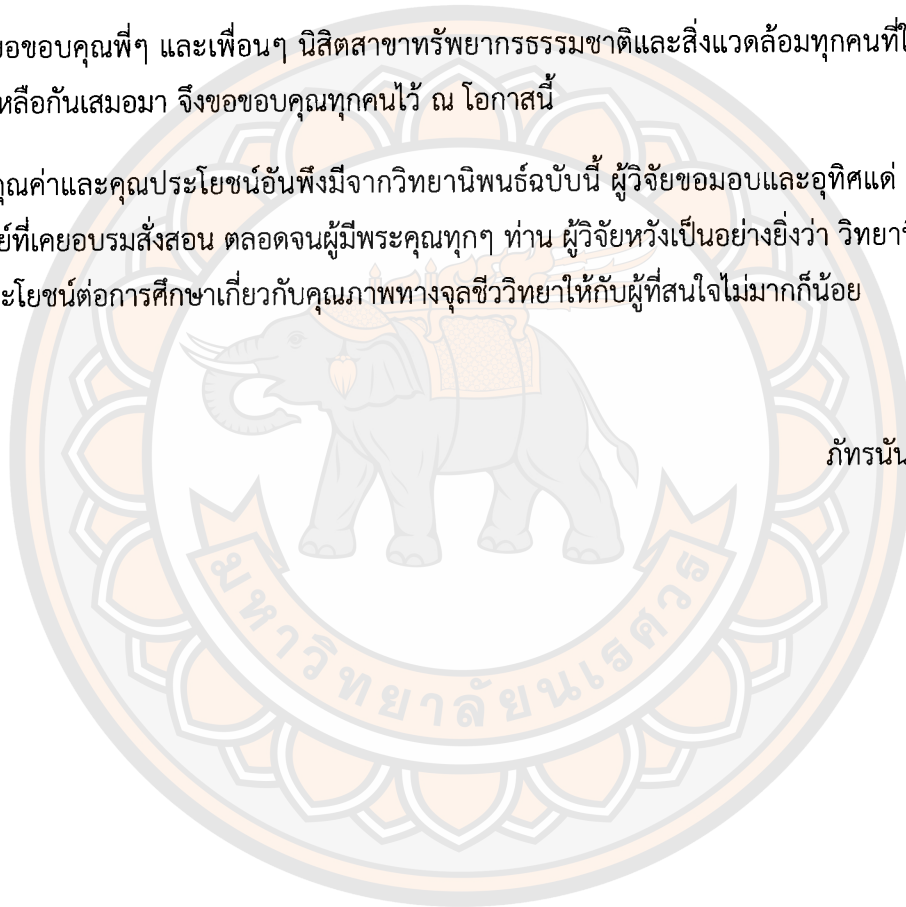 ขอขอบคุณพี่ๆ และเพื่อนๆ นิสิตสาขาทรัพยากรธรรมชาติและสิ่งแวดล้อมทุกคนที่
เหลือกันเสมอมา จึงขอขอบคุณทุกคนไว้ ณ โอกาสนี้
คุณค่าและคุณประโยชน์อันพึงมีจากวิทยานิพนธ์ฉบับนี้ ผู้วิจัยขอมอบและอุทิศแด่
ที่เคยอบรมสั่งสอน ตลอดจนผู้มีพระคุณทุกๆ ท่าน ผู้วิจัยหวังเป็นอย่างยิ่งว่า
ประโยชน์ต่อการศึกษาเกี่ยวกับคุณภาพทางจุลชีววิทยาให้กับผู้ที่สนใจไม่มากก็น้อย
ภัทรนัน
มหาวิทยาลัยนเรศวร